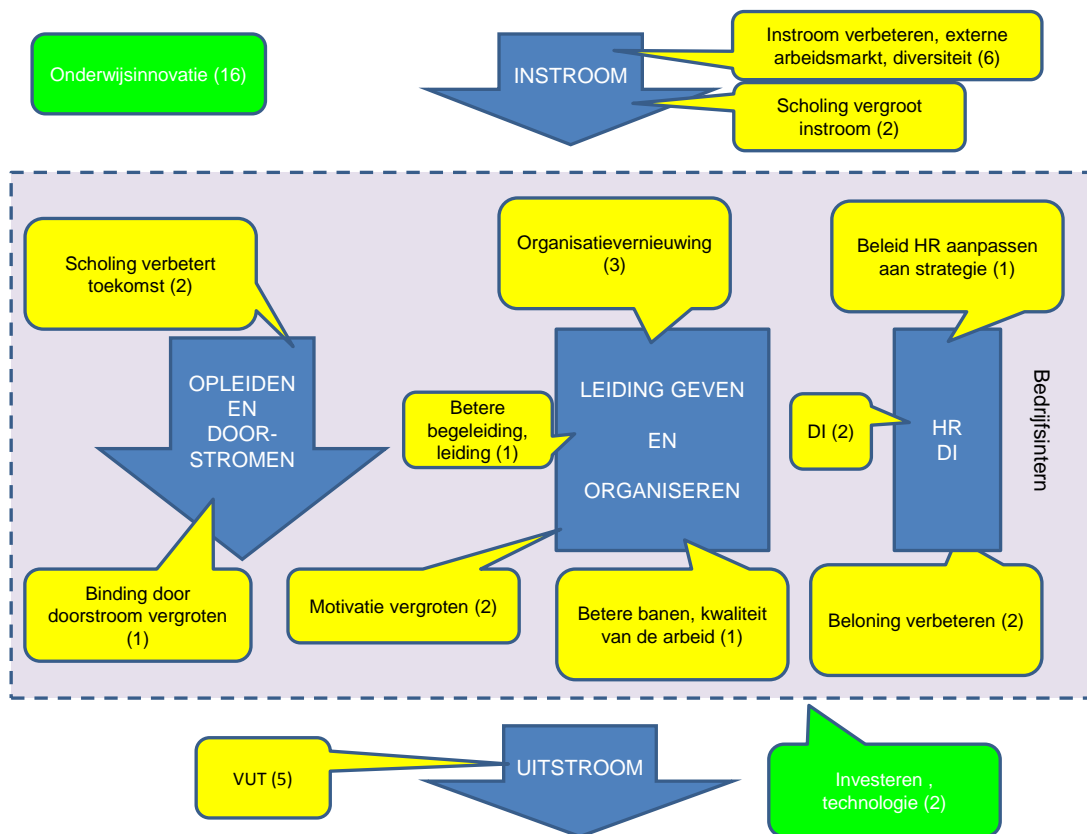 Onderwijsinnovatie (16)
INSTROOM
Instroom verbeteren, externe
arbeidsmarkt, diversiteit (6)
Scholing vergroot
instroom (2)
Scholing verbetert
toekomst (2)
Organisatievernieuwing
(3)
Beleid HR aanpassen
aan strategie (1)
OPLEIDEN
EN
DOOR-
STROMEN
Betere
begeleiding,
leiding (1)
LEIDING GEVEN
EN
ORGANISEREN
DI (2)
HR
DI
Bedrijfsintern
Binding door
doorstroom vergroten
(1)
Motivatie vergroten (2)
Betere banen, kwaliteit
van de arbeid (1)
Beloning verbeteren (2)
VUT (5)
UITSTROOM
Investeren ,
technologie (2)